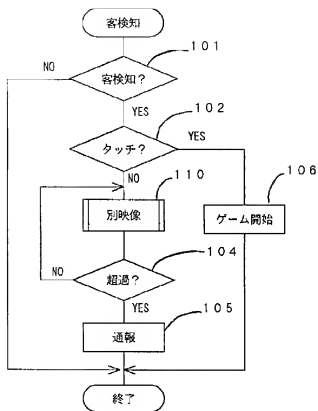 客検知
１０１
NO
客検知？
YES
１０２
タッチ？
YES
NO
１１０
１０６
別映像
ゲーム開始
１０４
超過？
NO
YES
１０５
通報
終了